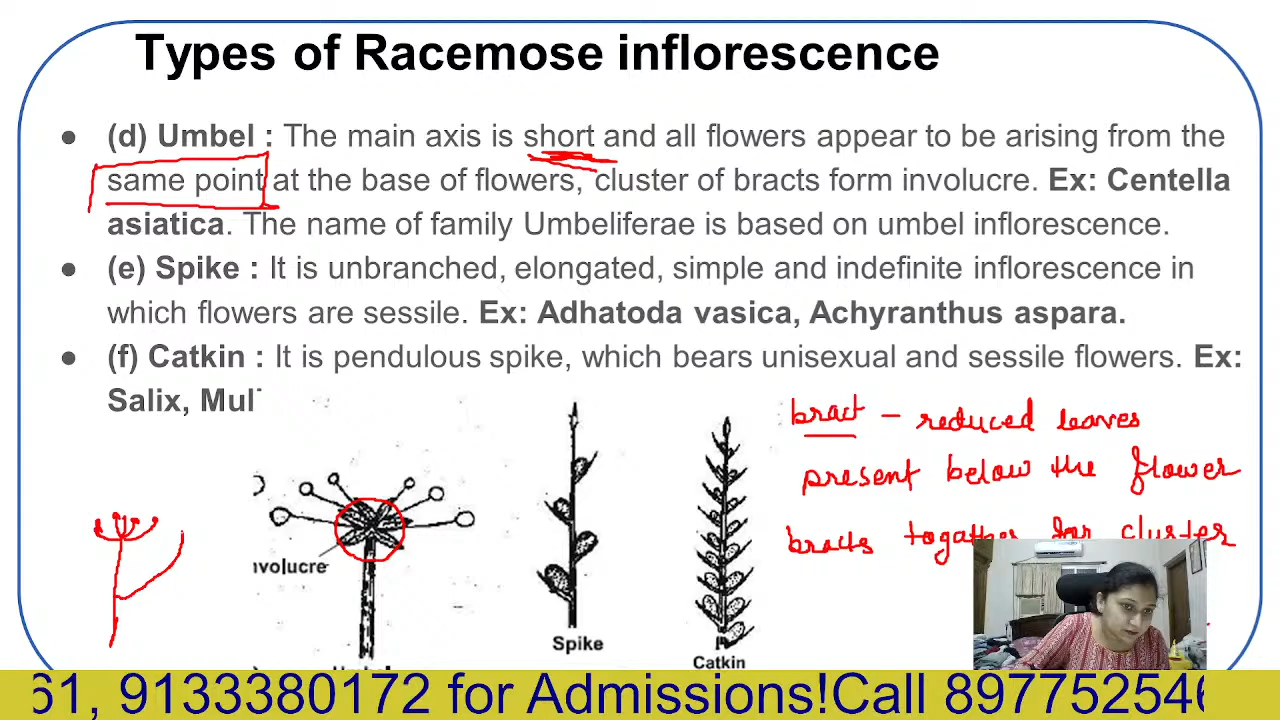 Types of Racemose inflorescence
● (d) Umbel : The main axis is short and all flowers appear to be arising from the
same point at the base of flowers, cluster of bracts form involucre. Ex: Centella
asiatica. The name of family Umbeliferae is based on umbel inflorescence.
● (e) Spike : It is unbranched, elongated, simple and indefinite inflorescence in
which flowers are sessile. Ex: Adhatoda vasica, Achyranthus aspara.
● (f) Catkin : It is pendulous spike, which bears unisexual and sessile flowers. Ex:
Salix, Mul
bract – reduced leaves
present below the flower
bracts togather for cluster
nvolucre
Spike
Catkin
61, 9133380172 for Admissions!Call 897752546